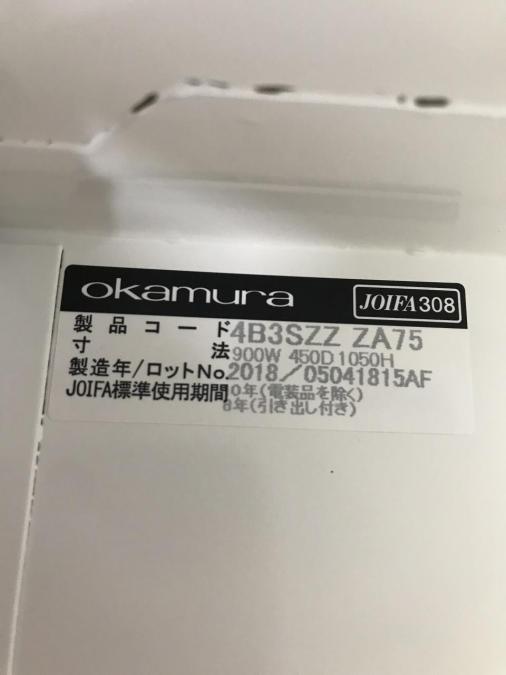 okamura JOIFA308
製品コード 4B3SZZ ZA75
寸法 900W 450D 1050H
製造年/ロットNo. 2018/05041815AF
JOIFA標準使用期間 0年(電装品を除く)
8年(引き出し付き)